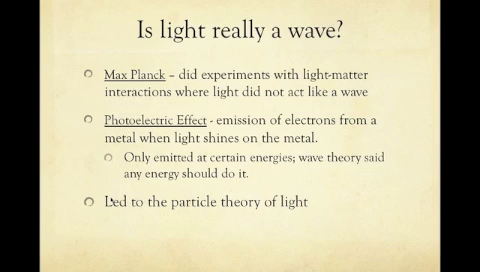 Is light really a wave?
Max Planck – did experiments with light-matter
interactions where light did not act like a wave
Photoelectric Effect - emission of electrons from a
metal when light shines on the metal.
Only emitted at certain energies; wave theory said
any energy should do it.
Led to the particle theory of light